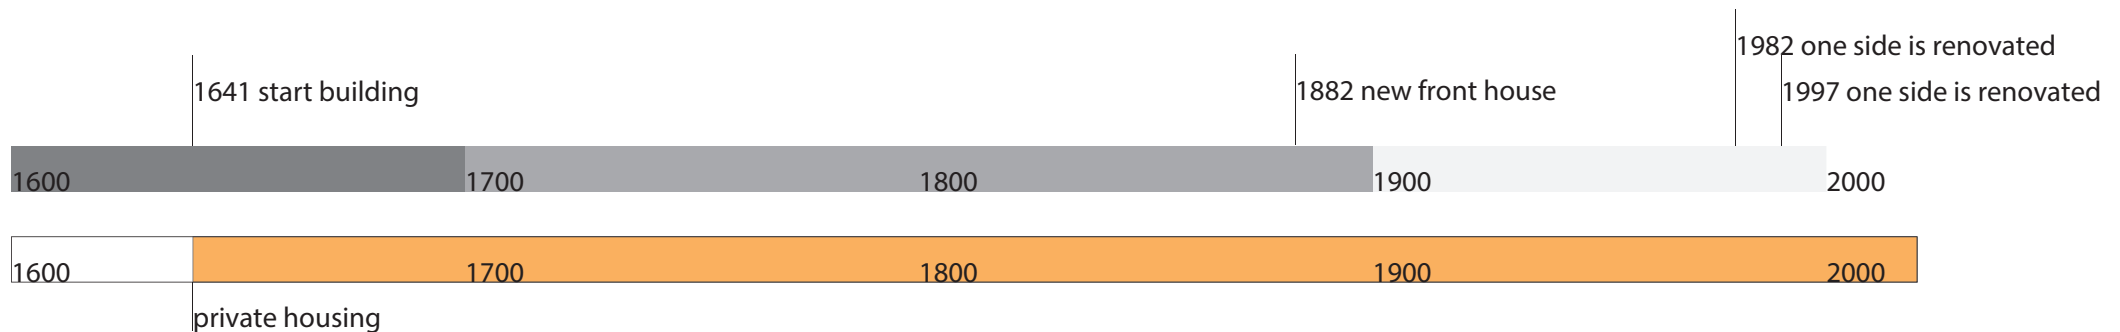 1982 one side is renovated
1641 start building
1882 new front house
1997 one side is renovated
1600 1700 1800 1900 2000
1600 1700 1800 1900 2000
private housing